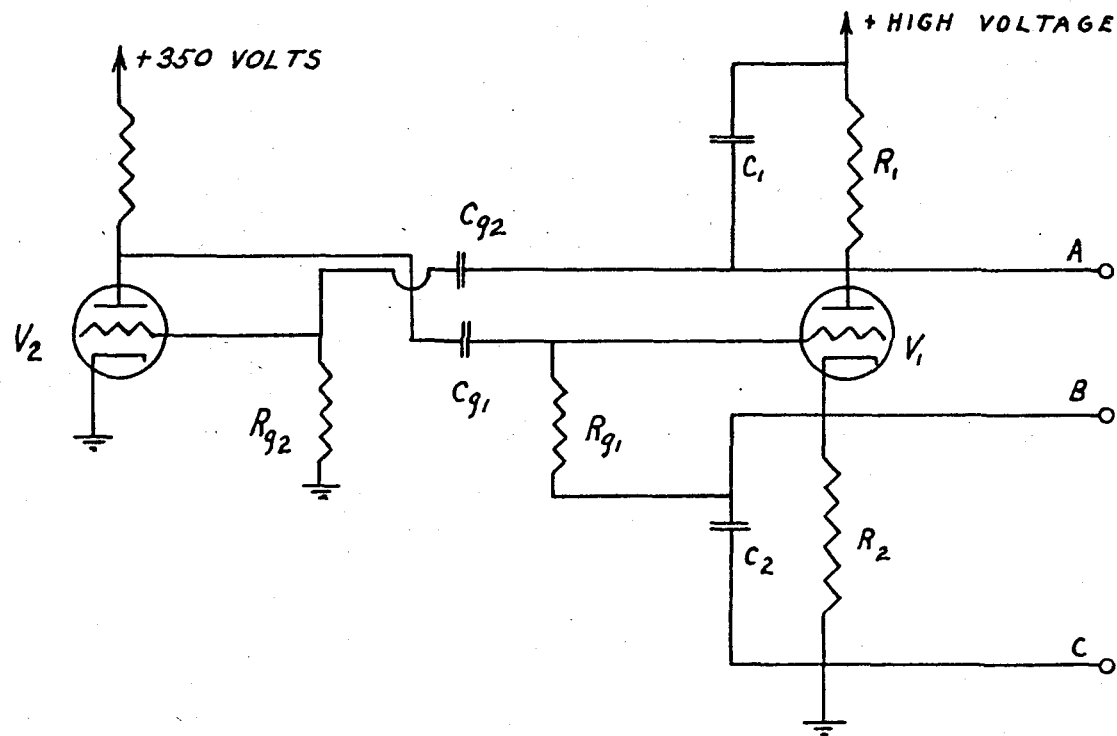 + HIGH VOLTAGE
+350 VOLTS
C1
R1
Cg2
A
V2
V1
Cg1
B
Rg2
Rg1
C2
R2
C